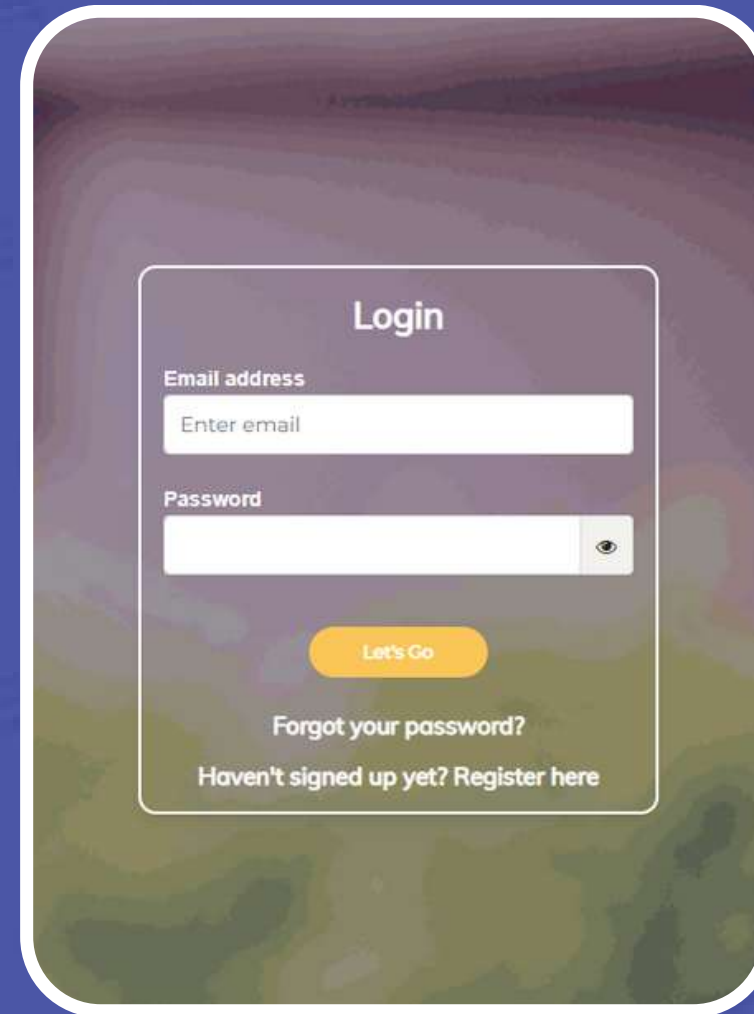 Login
Email address
Enter email
Password
Let's Go
Forgot your password?
Haven't signed up yet? Register here